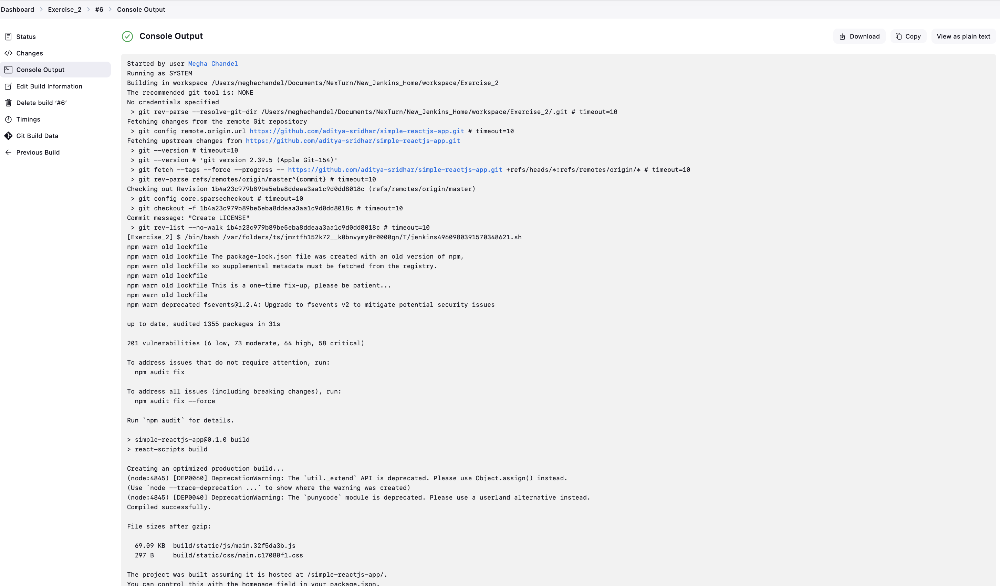 Dashboard > Exercise_2 > #6 > Console Output
Status
Changes
Console Output
Edit Build Information
Delete build ‘#6’
Timings
Git Build Data
Previous Build
Console Output
Download
Copy
View as plain text
Started by user Megha Chandel
Running as SYSTEM
Building in workspace /Users/meghachandel/Documents/NexTurn/New_Jenkins_Home/workspace/Exercise_2
The recommended git tool is: NONE
No credentials specified
 > git rev-parse --resolve-git-dir /Users/meghachandel/Documents/NexTurn/New_Jenkins_Home/workspace/Exercise_2/.git # timeout=10
Fetching changes from the remote Git repository
 > git config remote.origin.url https://github.com/aditya-sridhar/simple-reactjs-app.git # timeout=10
Fetching upstream changes from https://github.com/aditya-sridhar/simple-reactjs-app.git
 > git --version # timeout=10
 > git --version # 'git version 2.39.5 (Apple Git-154)'
 > git fetch --tags --force --progress -- https://github.com/aditya-sridhar/simple-reactjs-app.git +refs/heads/*:refs/remotes/origin/* # timeout=10
 > git rev-parse refs/remotes/origin/master^{commit} # timeout=10
Checking out Revision 1b4a23c979b89be5eba8ddeaa3aa1c9d0dd8018c (refs/remotes/origin/master)
 > git config core.sparsecheckout # timeout=10
 > git checkout -f 1b4a23c979b89be5eba8ddeaa3aa1c9d0dd8018c # timeout=10
Commit message: "Create LICENSE"
 > git rev-list --no-walk 1b4a23c979b89be5eba8ddeaa3aa1c9d0dd8018c # timeout=10
[Exercise_2] $ /bin/bash /var/folders/ts/jmztfh152k72__k0bnvymy0r0000gn/T/jenkins4960980391570348621.sh
npm warn old lockfile
npm warn old lockfile The package-lock.json file was created with an old version of npm,
npm warn old lockfile so supplemental metadata must be fetched from the registry.
npm warn old lockfile
npm warn old lockfile This is a one-time fix-up, please be patient...
npm warn old lockfile
npm warn deprecated fsevents@1.2.4: Upgrade to fsevents v2 to mitigate potential security issues
up to date, audited 1355 packages in 31s
201 vulnerabilities (6 low, 73 moderate, 64 high, 58 critical)
To address issues that do not require attention, run:
  npm audit fix
To address all issues (including breaking changes), run:
  npm audit fix --force
Run `npm audit` for details.
> simple-reactjs-app@0.1.0 build
> react-scripts build
Creating an optimized production build...
(node:4845) [DEP0060] DeprecationWarning: The `util._extend` API is deprecated. Please use Object.assign() instead.
(Use `node --trace-deprecation ...` to show where the warning was created)
(node:4845) [DEP0040] DeprecationWarning: The `punycode` module is deprecated. Please use a userland alternative instead.
Compiled successfully.
File sizes after gzip:
  69.09 KB  build/static/js/main.32f5da3b.js
  297 B     build/static/css/main.c17080f1.css
The project was built assuming it is hosted at /simple-reactjs-app/.
You can control this with the homepage field in your package.json.